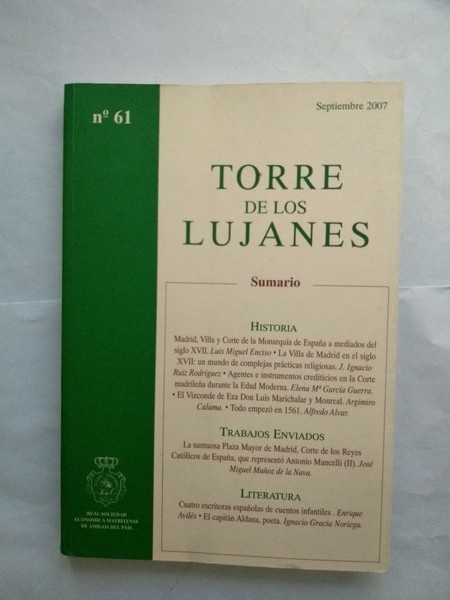 nº 61
Septiembre 2007
TORRE
DE LOS
LUJANES
Sumario
HISTORIA
Madrid, Villa y Corte de la Monarquía de España a mediados del
siglo XVII. Luis Miguel Enciso • La Villa de Madrid en el siglo
XVII: un mundo de complejas prácticas religiosas. J. Ignacio
Ruiz Rodríguez • Agentes e instrumentos crediticios en la Corte
madrileña durante la Edad Moderna. Elena Mª García Guerra.
• El Vizconde de Eza Don Luis Marichalar y Monreal. Argimiro
Calama. • Todo empezó en 1561. Alfredo Alvar.
TRABAJOS ENVIADOS
La suntuosa Plaza Mayor de Madrid, Corte de los Reyes
Católicos de España, que representó Antonio Mancelli (II). José
Miguel Muñoz de la Nava.
LITERATURA
Cuatro escritoras españolas de cuentos infantiles . Enrique
Avilés • El capitán Aldana, poeta. Ignacio Gracia Noriega.
REAL SOCIEDAD
ECONÓMICA MATRITENSE
DE AMIGOS DEL PAÍS